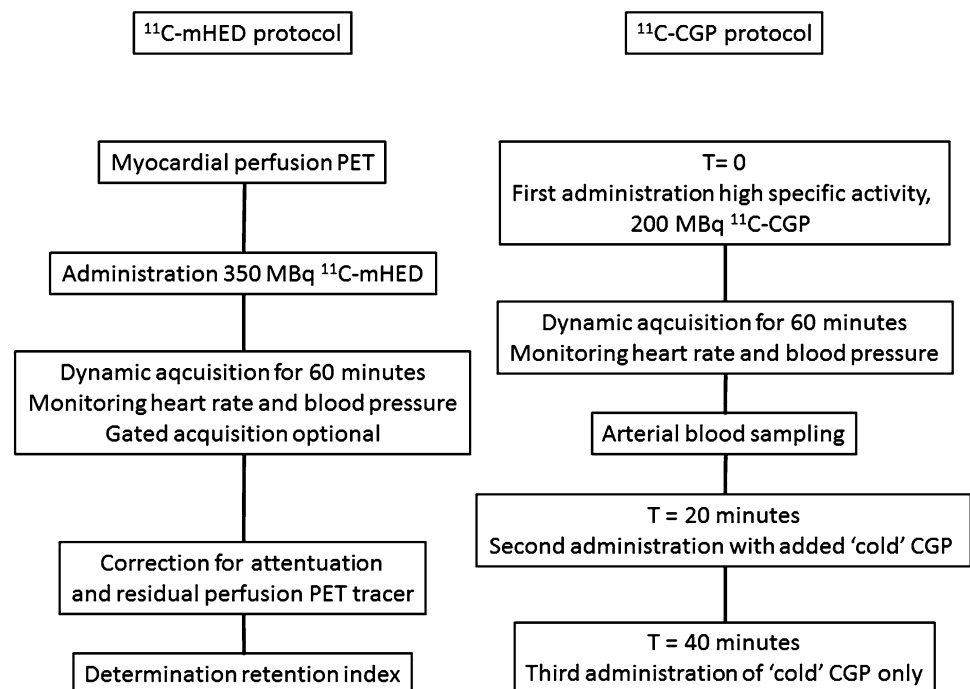 ¹¹C-mHED protocol
Myocardial perfusion PET
Administration 350 MBq ¹¹C-mHED
Dynamic aqcuisition for 60 minutes
Monitoring heart rate and blood pressure
Gated acquisition optional
Correction for attentuation
and residual perfusion PET tracer
Determination retention index
¹¹C-CGP protocol
T= 0
First administration high specific activity,
200 MBq ¹¹C-CGP
Dynamic aqcuisition for 60 minutes
Monitoring heart rate and blood pressure
Arterial blood sampling
T = 20 minutes
Second administration with added ‘cold’ CGP
T = 40 minutes
Third administration of ‘cold’ CGP only